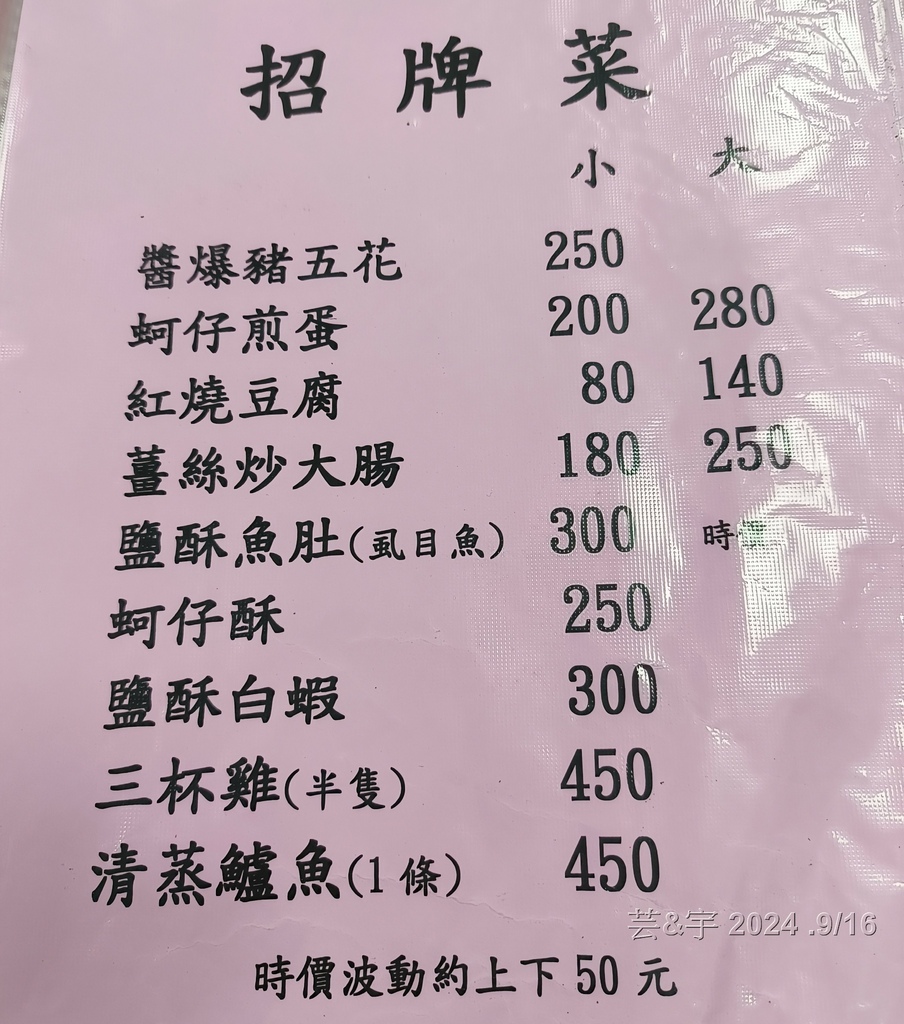 招牌菜
小 大
醬爆豬五花 250
蚵仔煎蛋 200 280
紅燒豆腐 80 140
薑絲炒大腸 180 250
鹽酥魚肚(虱目魚) 300 時價
蚵仔酥 250
鹽酥白蝦 300
三杯雞(半隻) 450
清蒸鱸魚(1條) 450
芸&宇 2024 .9/16
時價波動約上下50元